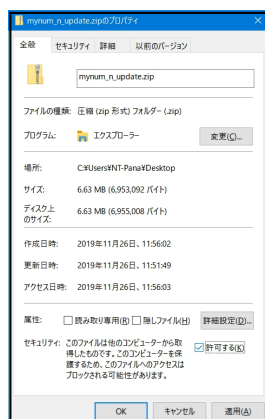 mynum_n_update.zipのプロパティ
全般 セキュリティ 詳細 以前のバージョン
mynum_n_update.zip
ファイルの種類: 圧縮 (zip 形式) フォルダー (.zip)
プログラム: エクスプローラー 変更(C)...
場所: C:¥Users¥NT-Pana¥Desktop
サイズ: 6.63 MB (6,953,092 バイト)
ディスク上
のサイズ: 6.63 MB (6,955,008 バイト)
作成日時: 2019年11月26日、11:56:02
更新日時: 2019年11月26日、11:51:49
アクセス日時: 2019年11月26日、11:56:03
属性: 読み取り専用(R) 隠しファイル(H) 詳細設定(D)...
セキュリティ: このファイルは他のコンピューターから取
得したものです。このコンピューターを保
護するため、このファイルへのアクセスは
ブロックされる可能性があります。
許可する(K)
OK キャンセル 適用(A)